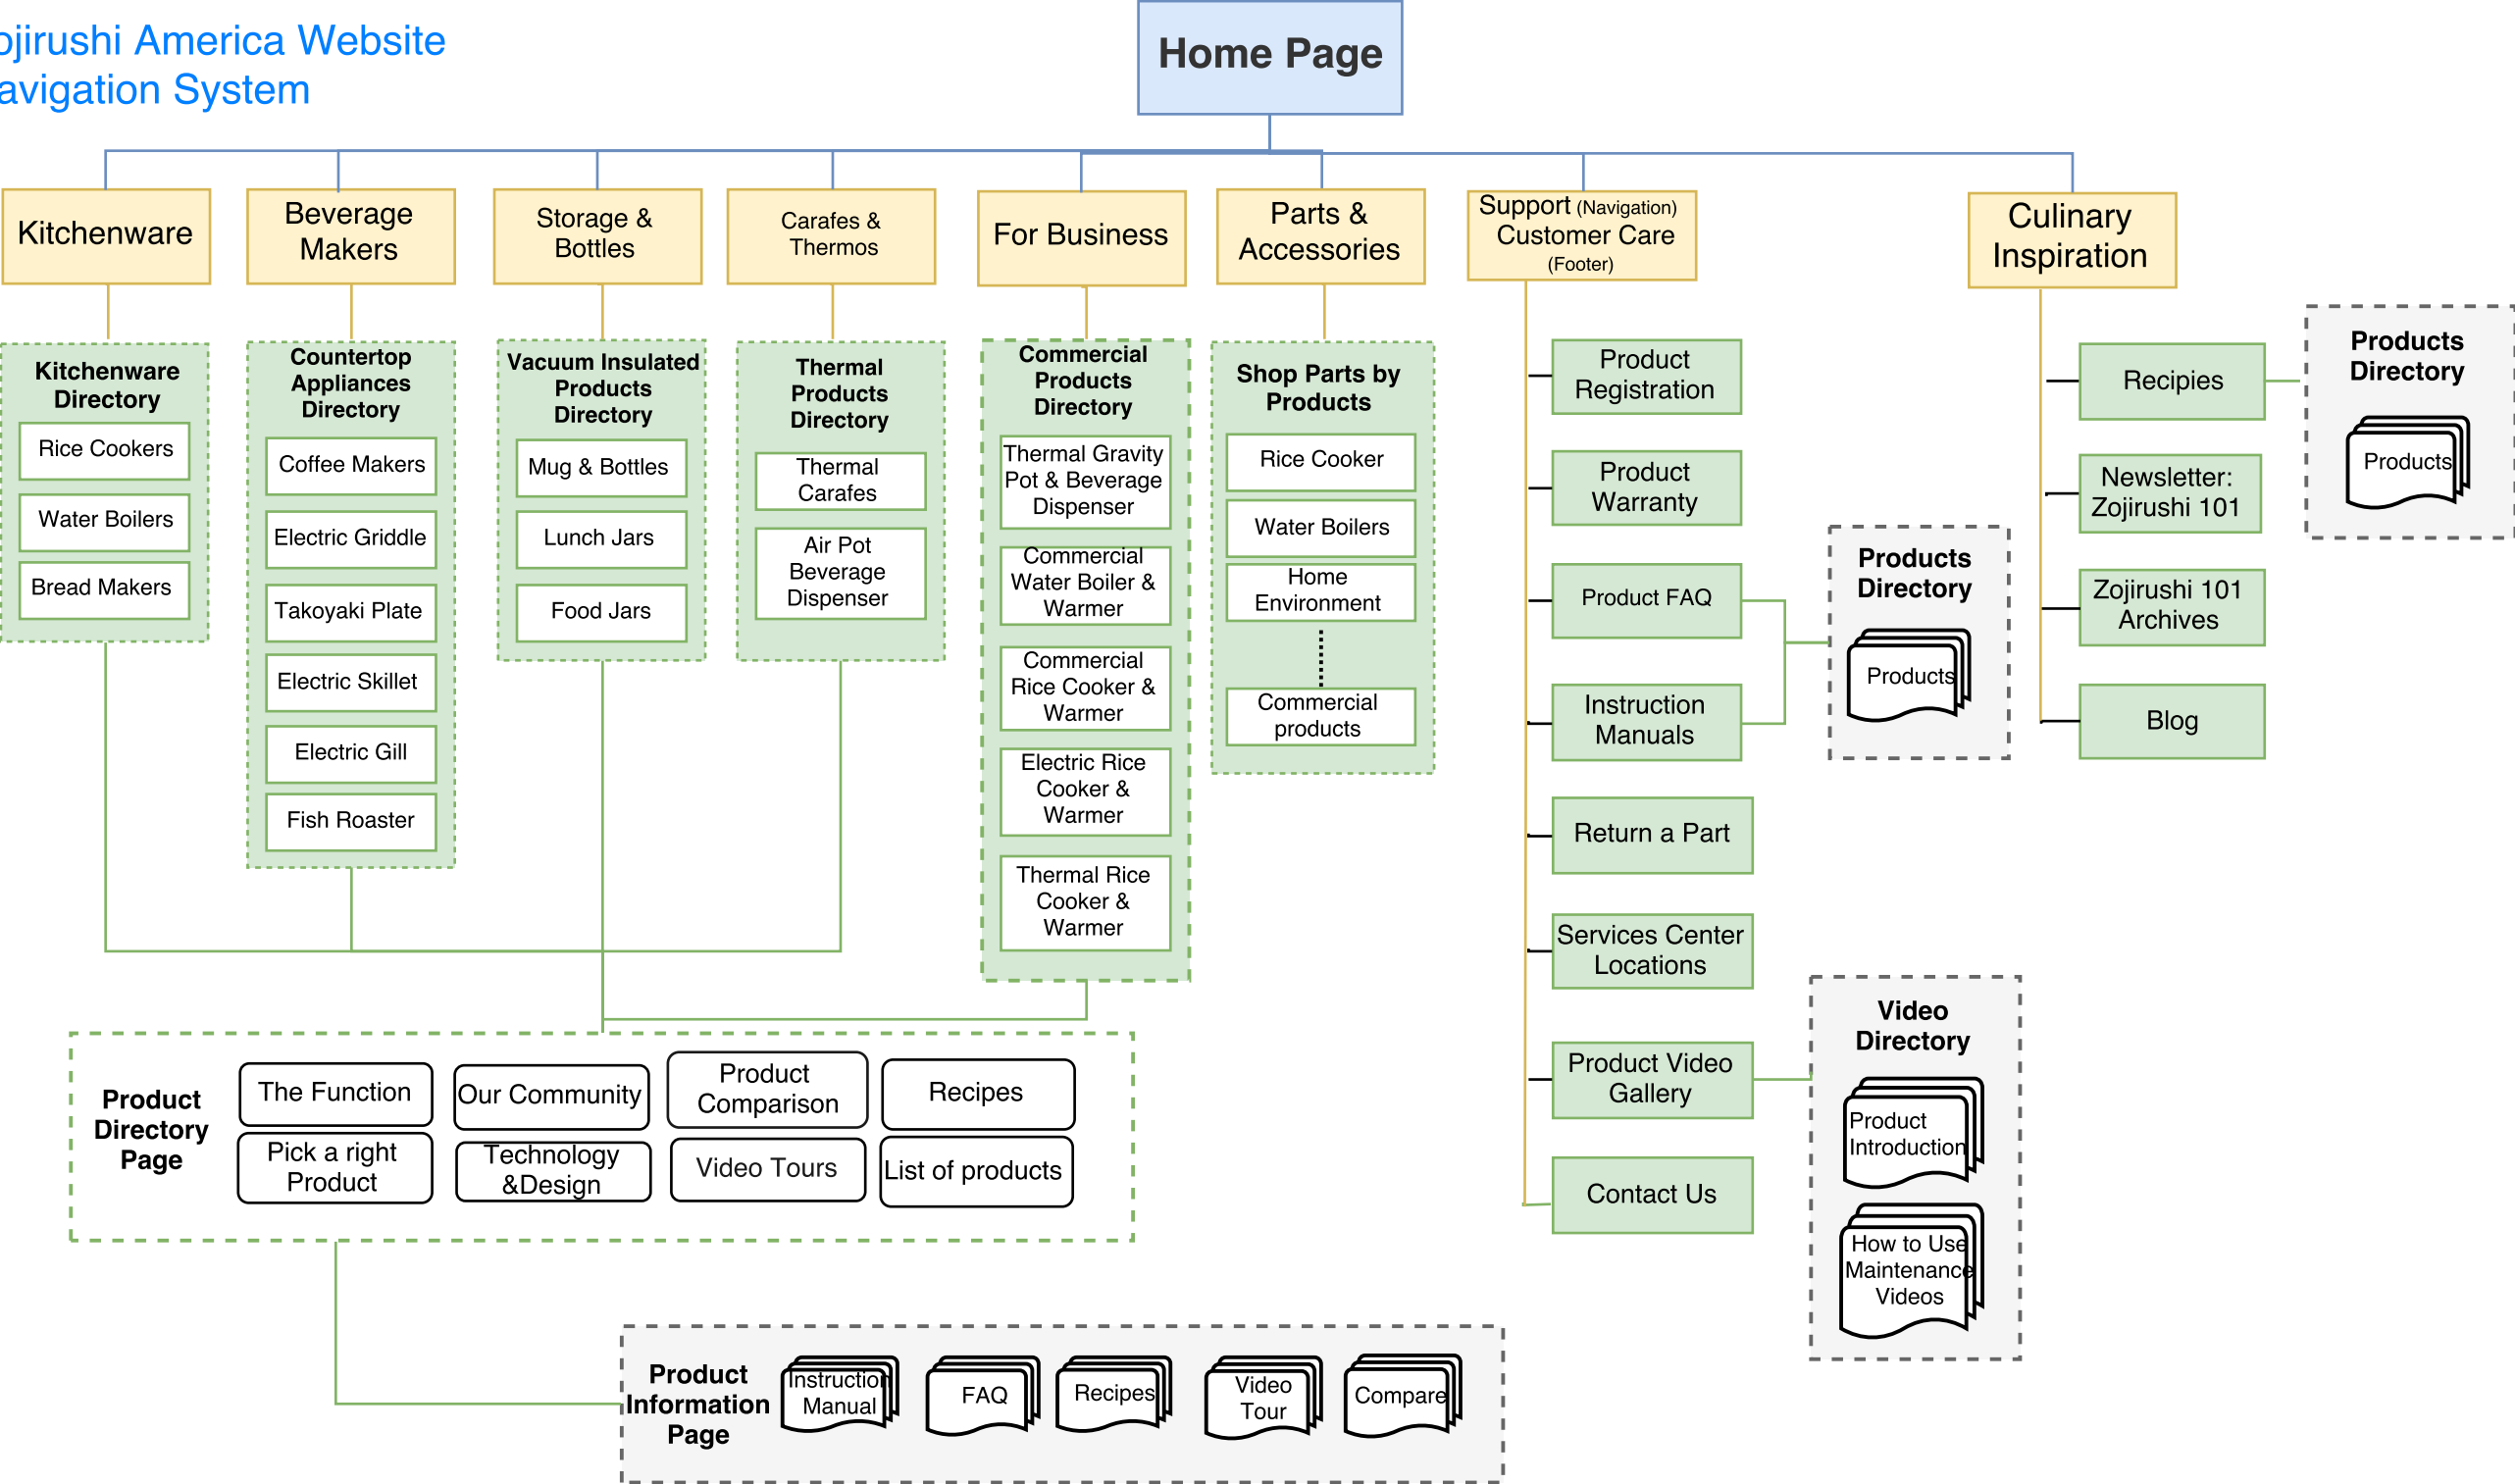 ojirushi America Website
avigation System
Home Page
Kitchenware
Beverage
Makers
Storage &
Bottles
Carafes &
Thermos
For Business
Parts &
Accessories
Support (Navigation)
Customer Care
(Footer)
Culinary
Inspiration
Kitchenware
Directory
Rice Cookers
Water Boilers
Bread Makers
Countertop
Appliances
Directory
Coffee Makers
Electric Griddle
Takoyaki Plate
Electric Skillet
Electric Gill
Fish Roaster
Vacuum Insulated
Products
Directory
Mug & Bottles
Lunch Jars
Food Jars
Thermal
Products
Directory
Thermal
Carafes
Air Pot
Beverage
Dispenser
Commercial
Products
Directory
Thermal Gravity
Pot & Beverage
Dispenser
Commercial
Water Boiler &
Warmer
Commercial
Rice Cooker &
Warmer
Electric Rice
Cooker &
Warmer
Thermal Rice
Cooker &
Warmer
Shop Parts by
Products
Rice Cooker
Water Boilers
Home
Environment
Commercial
products
Product
Registration
Product
Warranty
Product FAQ
Instruction
Manuals
Return a Part
Services Center
Locations
Product Video
Gallery
Contact Us
Products
Directory
Products
Video
Directory
Product
Introduction
How to Use
Maintenance
Videos
Recipies
Newsletter:
Zojirushi 101
Zojirushi 101
Archives
Blog
Products
Directory
Products
Product
Directory
Page
The Function
Our Community
Product
Comparison
Recipes
Pick a right
Product
Technology
&Design
Video Tours
List of products
Product
Information
Page
Instruction
Manual
FAQ
Recipes
Video
Tour
Compare